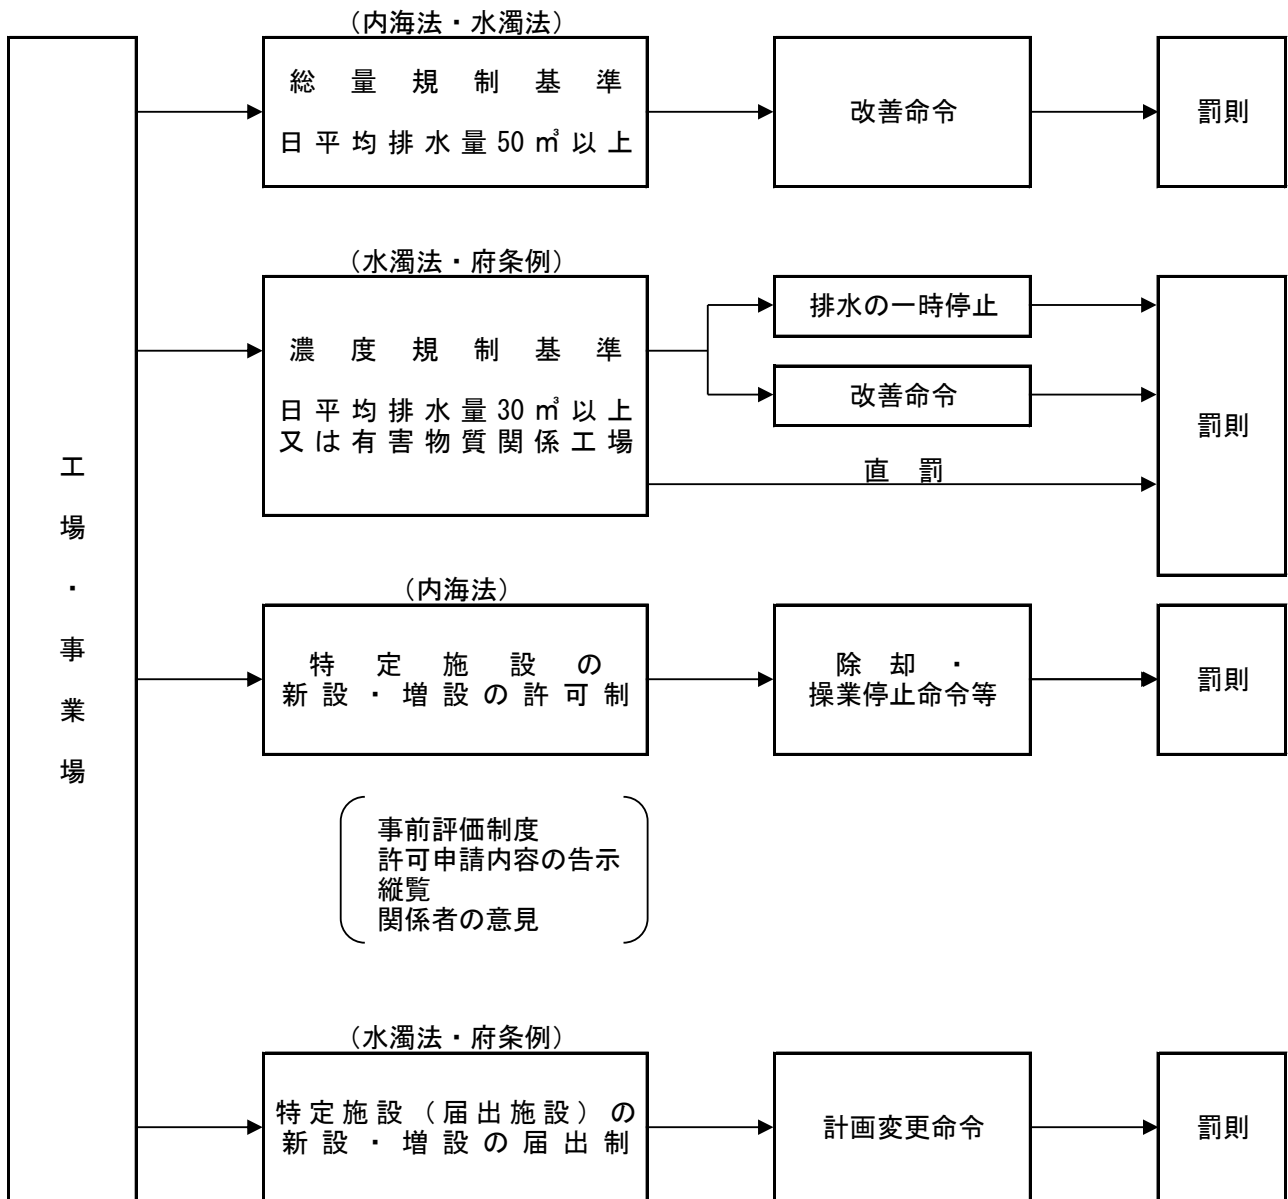 工場・事業場
（内海法・水濁法）
総量規制基準
日平均排水量50㎥以上
改善命令
罰則
（水濁法・府条例）
濃度規制基準
日平均排水量30㎥以上
又は有害物質関係工場
排水の一時停止
改善命令
直罰
罰則
（内海法）
特定施設の
新設・増設の許可制
除却・
操業停止命令等
罰則
事前評価制度
許可申請内容の告示
縦覧
関係者の意見
（水濁法・府条例）
特定施設（届出施設）の
新設・増設の届出制
計画変更命令
罰則